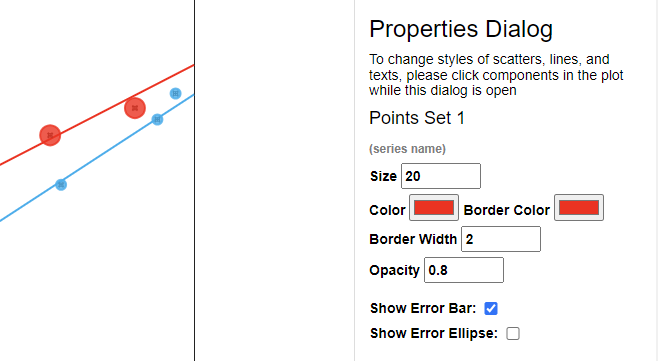 Properties Dialog
To change styles of scatters, lines, and
texts, please click components in the plot
while this dialog is open
Points Set 1
(series name)
Size 20
Color Border Color
Border Width 2
Opacity 0.8
Show Error Bar:
Show Error Ellipse: